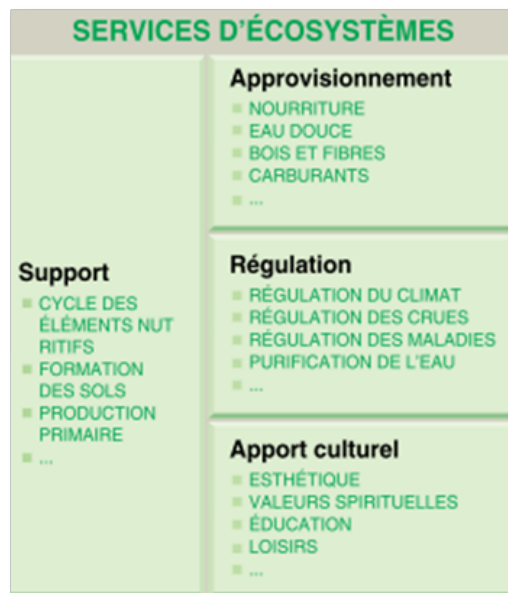 SERVICES D'ÉCOSYSTÈMES
Support
CYCLE DES
ÉLÉMENTS NUT
RITIFS
FORMATION
DES SOLS
PRODUCTION
PRIMAIRE
...
Approvisionnement
NOURRITURE
EAU DOUCE
BOIS ET FIBRES
CARBURANTS
...
Régulation
RÉGULATION DU CLIMAT
RÉGULATION DES CRUES
RÉGULATION DES MALADIES
PURIFICATION DE L'EAU
...
Apport culturel
ESTHÉTIQUE
VALEURS SPIRITUELLES
ÉDUCATION
LOISIRS
...